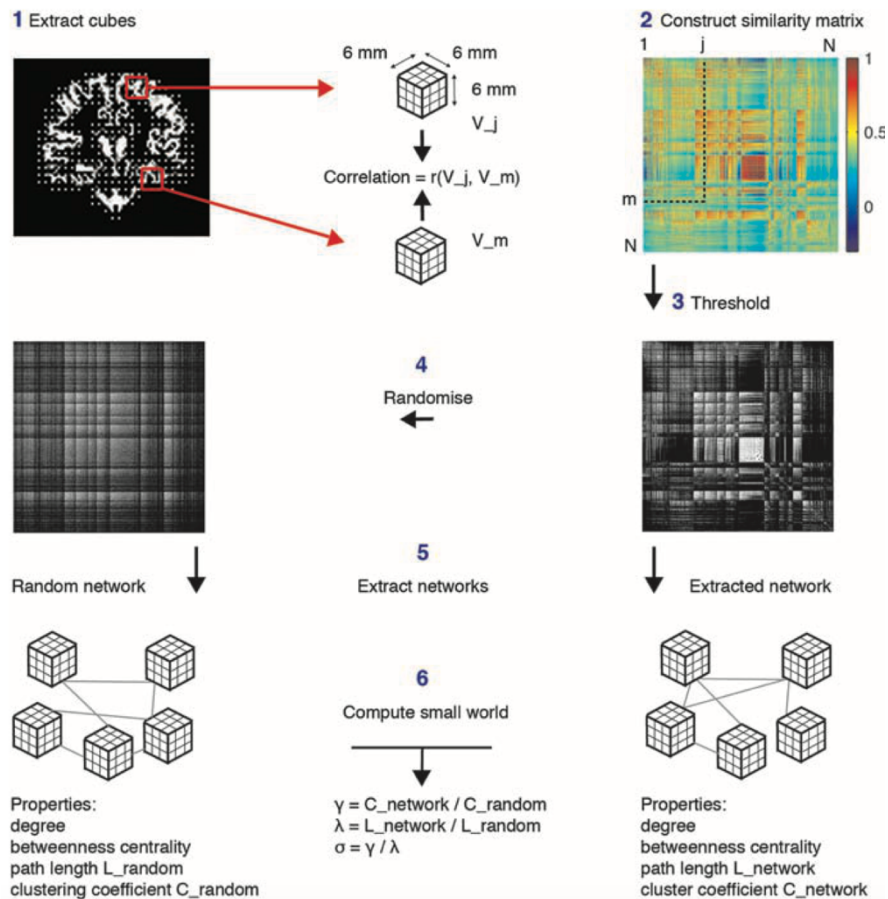 1 Extract cubes
2 Construct similarity matrix
6 mm
6 mm
6 mm
V_j
Correlation = r(V_j, V_m)
V_m
1
j
N
m
N
1
0.5
0
3 Threshold
4
Randomise
5
Extract networks
Random network
Extracted network
6
Compute small world
γ = C_network / C_random
λ = L_network / L_random
σ = γ / λ
Properties:
degree
betweenness centrality
path length L_random
clustering coefficient C_random
Properties:
degree
betweenness centrality
path length L_network
cluster coefficient C_network